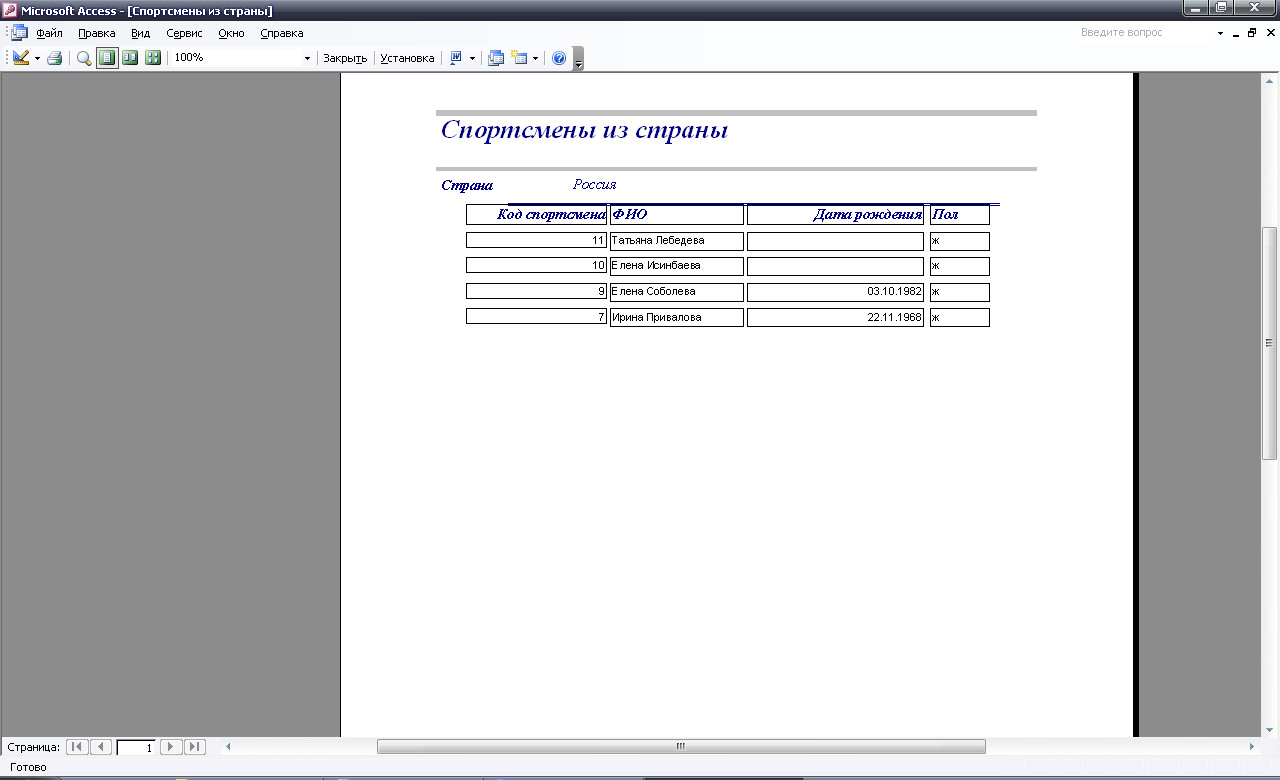 Microsoft Access - [Спортсмены из страны]
Файл Правка Вид Сервис Окно Справка Введите вопрос
100% Закрыть Установка
Спортсмены из страны
Страна Россия
Код спортсмена ФИО Дата рождения Пол
11 Татьяна Лебедева ж
10 Елена Исинбаева ж
9 Елена Соболева 03.10.1982 ж
7 Ирина Привалова 22.11.1968 ж
Страница: 1
Готово